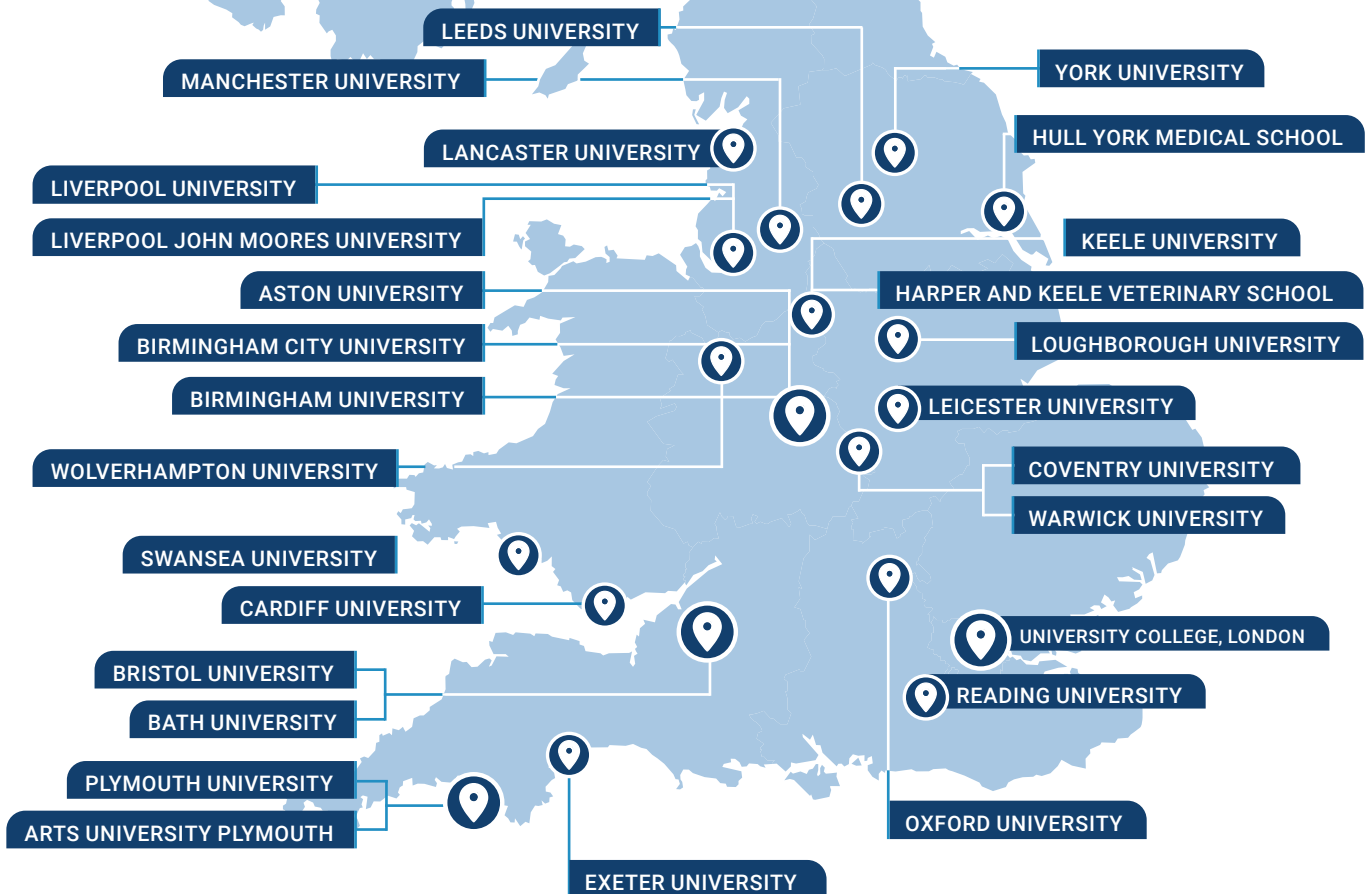 LEEDS UNIVERSITY
MANCHESTER UNIVERSITY
YORK UNIVERSITY
HULL YORK MEDICAL SCHOOL
LANCASTER UNIVERSITY
LIVERPOOL UNIVERSITY
LIVERPOOL JOHN MOORES UNIVERSITY
KEELE UNIVERSITY
ASTON UNIVERSITY
HARPER AND KEELE VETERINARY SCHOOL
BIRMINGHAM CITY UNIVERSITY
LOUGHBOROUGH UNIVERSITY
BIRMINGHAM UNIVERSITY
LEICESTER UNIVERSITY
WOLVERHAMPTON UNIVERSITY
COVENTRY UNIVERSITY
WARWICK UNIVERSITY
SWANSEA UNIVERSITY
CARDIFF UNIVERSITY
UNIVERSITY COLLEGE, LONDON
BRISTOL UNIVERSITY
READING UNIVERSITY
BATH UNIVERSITY
PLYMOUTH UNIVERSITY
OXFORD UNIVERSITY
ARTS UNIVERSITY PLYMOUTH
EXETER UNIVERSITY